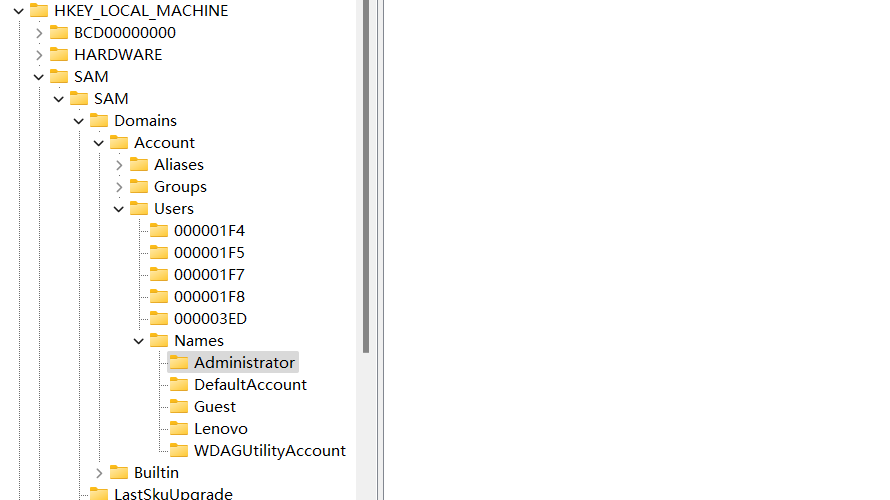 HKEY_LOCAL_MACHINE
BCD00000000
HARDWARE
SAM
SAM
Domains
Account
Aliases
Groups
Users
000001F4
000001F5
000001F7
000001F8
000003ED
Names
Administrator
DefaultAccount
Guest
Lenovo
WDAGUtilityAccount
Builtin
LastSkuUpgrade